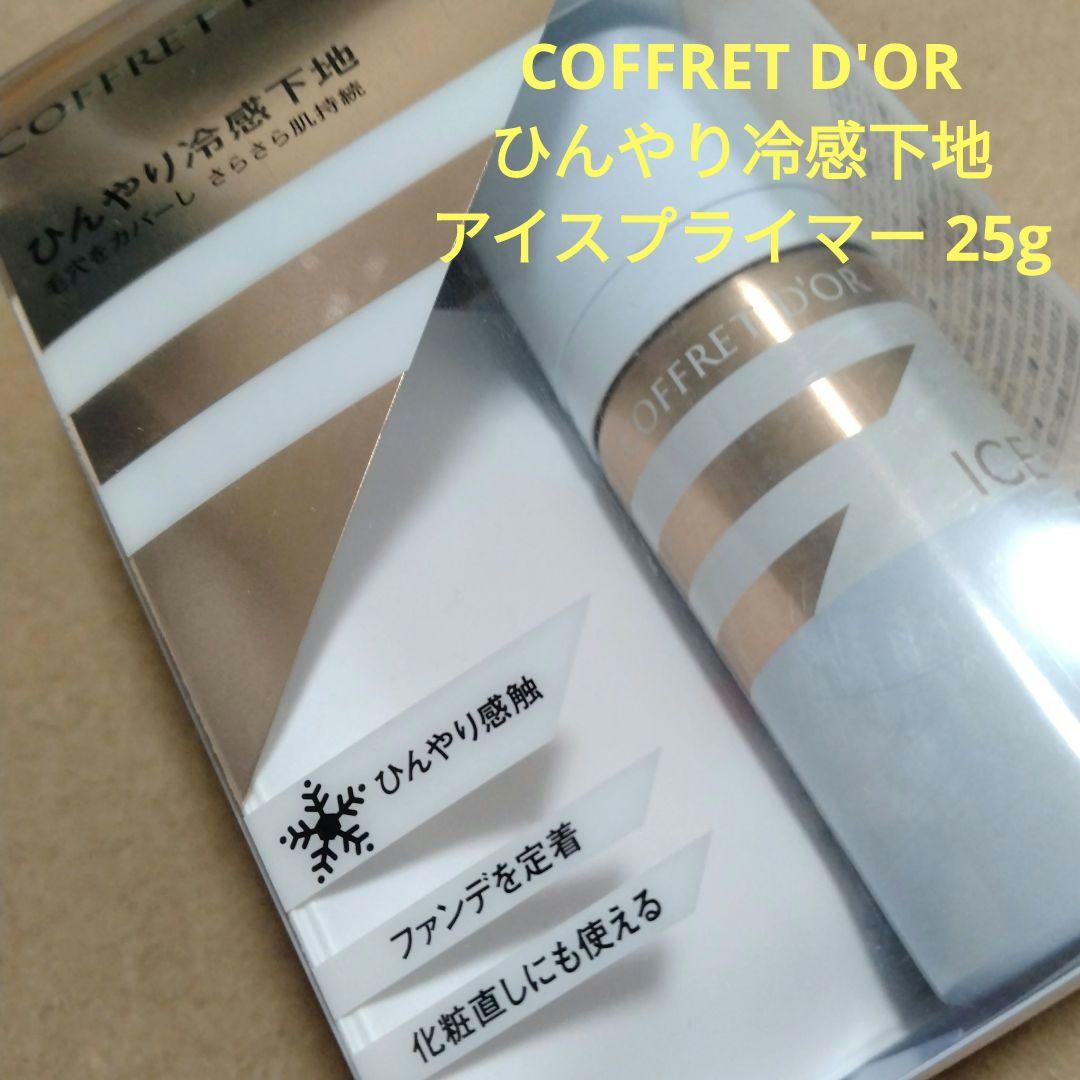 COFFRET D'OR
ひんやり冷感下地
アイスプライマー 25g
COFFRET
ひんやり冷感下地
毛穴をカバーし さらさら肌持続
COFFRET D'OR
ICE
ひんやり感触
ファンデを定着
化粧直しにも使える